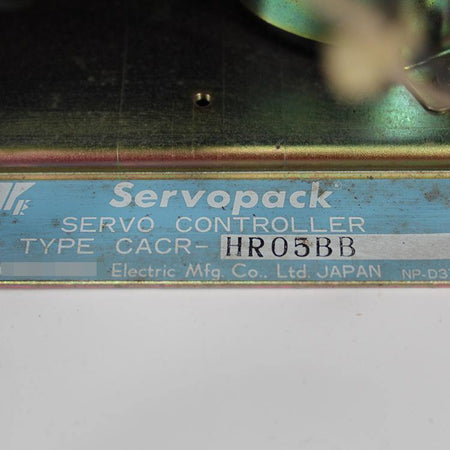 Servopack
SERVO CONTROLLER
TYPE CACR- HR05BB
Electric Mfg. Co., Ltd. JAPAN NP-D3